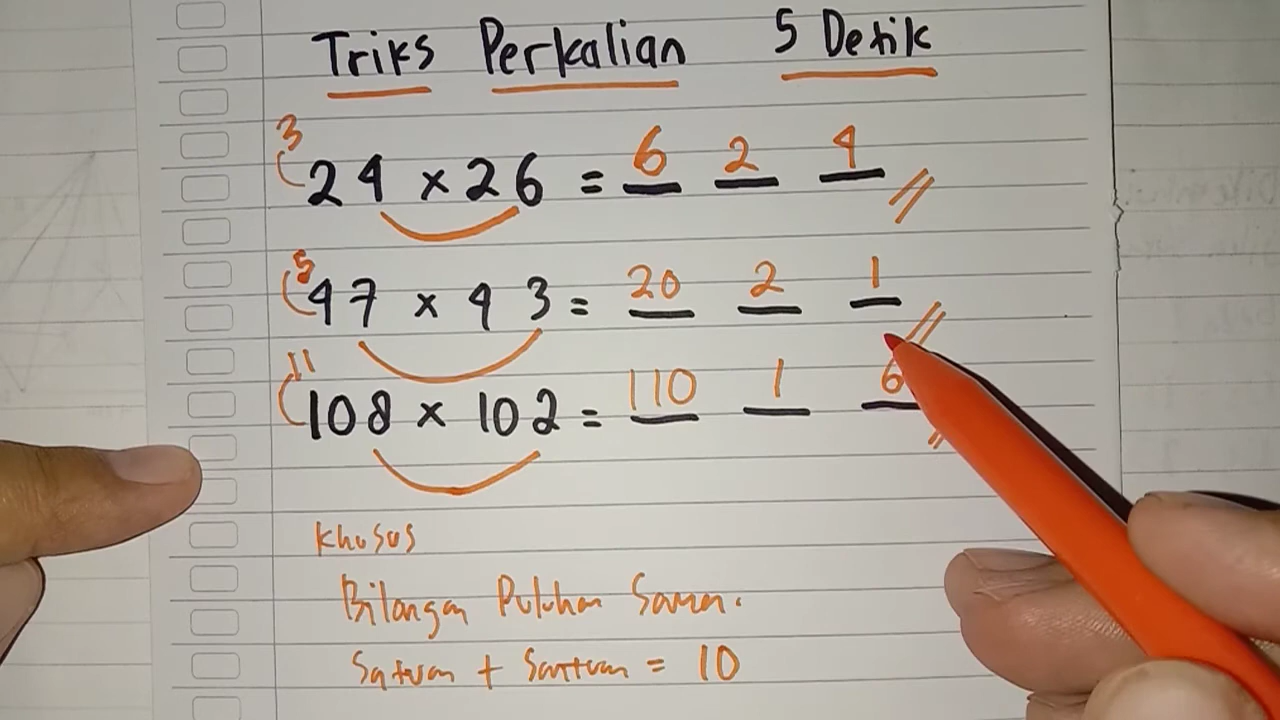 Triks Perkalian 5 Detik
3
24 × 26 = 6 2 4
5
47 × 43 = 20 2 1
11
108 × 102 = 110 1 6
Khusus
Bilangan Puluhan Sama.
Satuan + Satuan = 10